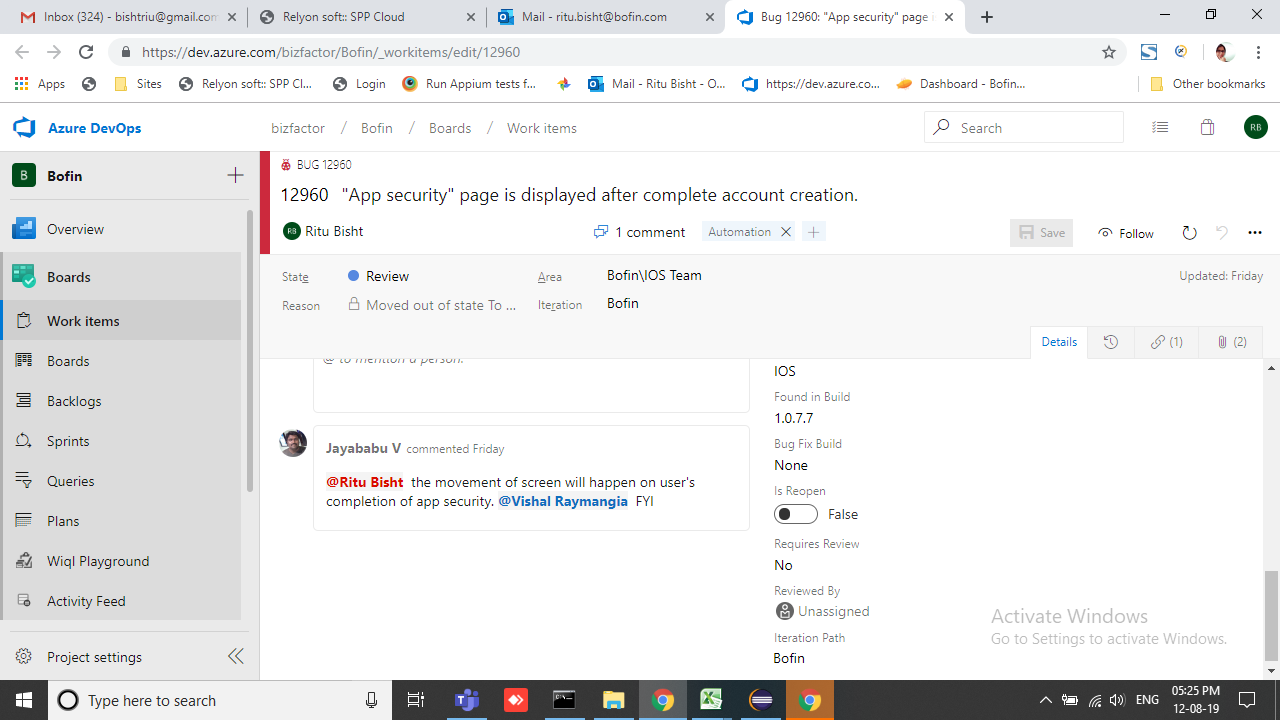 Inbox (324) - bishtriu@gmail.con
Relyon soft:: SPP Cloud
Mail - ritu.bisht@bofin.com
Bug 12960: "App security" page i
https://dev.azure.com/bizfactor/Bofin/_workitems/edit/12960
Apps
Sites
Relyon soft:: SPP Cl...
Login
Run Appium tests f...
Mail - Ritu Bisht - O...
https://dev.azure.co...
Dashboard - Bofin...
Other bookmarks
Azure DevOps
bizfactor / Bofin / Boards / Work items
Search
RB
B Bofin
Overview
Boards
Work items
Boards
Backlogs
Sprints
Queries
Plans
Wiql Playground
Activity Feed
Project settings
BUG 12960
12960 "App security" page is displayed after complete account creation.
RB Ritu Bisht
1 comment
Automation
Save
Follow
State Review
Area Bofin\IOS Team
Updated: Friday
Reason Moved out of state To ...
Iteration Bofin
Details
(1)
(2)
@ to mention a person.
Jayababu V commented Friday
@Ritu Bisht the movement of screen will happen on user's
completion of app security. @Vishal Raymangia FYI
IOS
Found in Build
1.0.7.7
Bug Fix Build
None
Is Reopen
False
Requires Review
No
Reviewed By
Unassigned
Iteration Path
Bofin
Activate Windows
Go to Settings to activate Windows.
Type here to search
ENG
05:25 PM
12-08-19